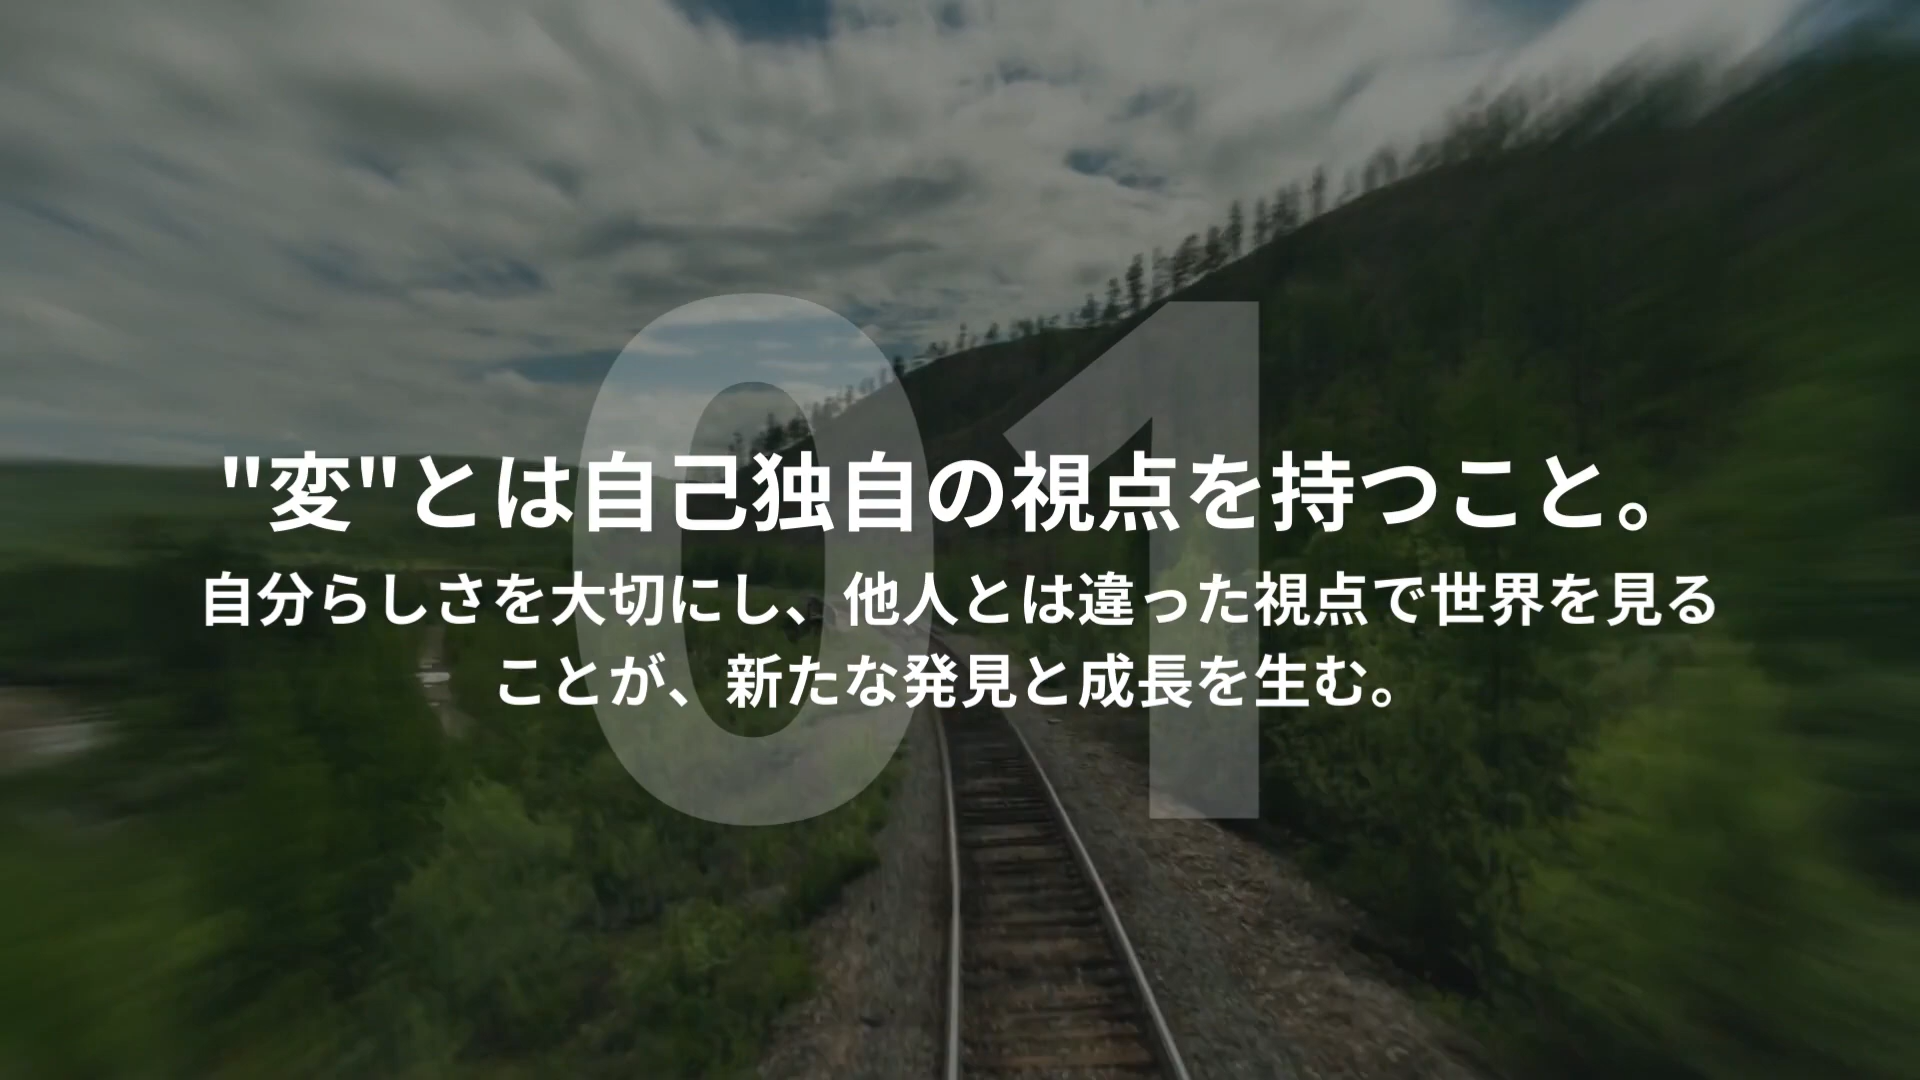 01
"変"とは自己独自の視点を持つこと。
自分らしさを大切にし、他人とは違った視点で世界を見る
ことが、新たな発見と成長を生む。